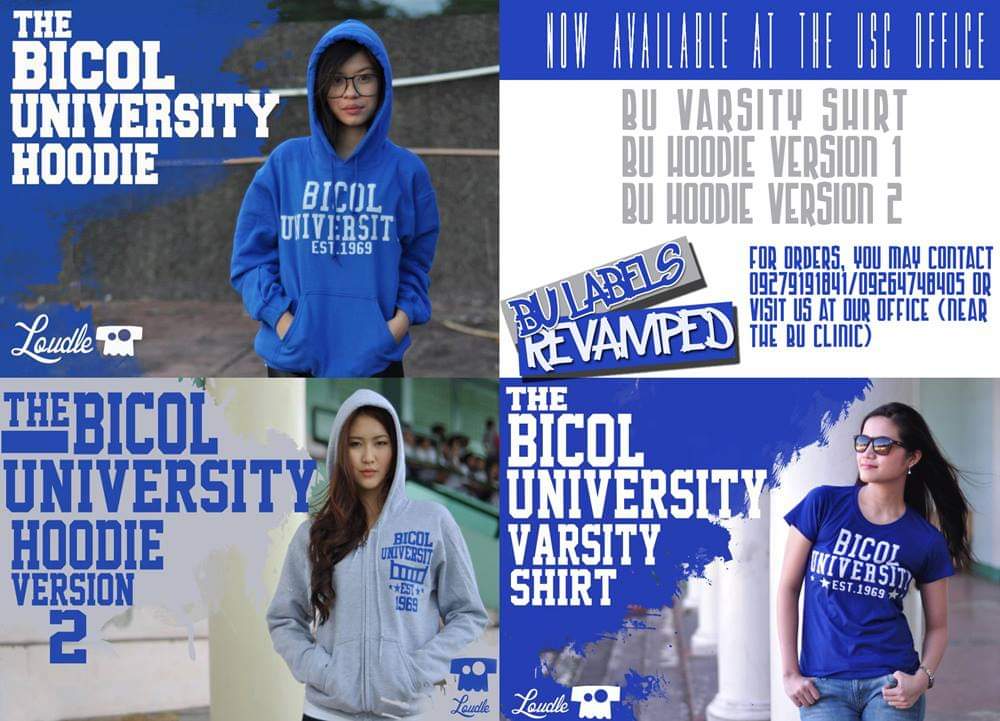 THE
BICOL
UNIVERSITY
HOODIE
BICOL
UNIVERSIT
EST.1969
Loudle
NOW AVAILABLE AT THE USC OFFICE
BU VARSITY SHIRT
BU HOODIE VERSION 1
BU HOODIE VERSION 2
BU LABELS
REVAMPED
FOR ORDERS, YOU MAY CONTACT
09279191841/09264748405 OR
VISIT US AT OUR OFFICE (NEAR
THE BU CLINIC)
THE BICOL
UNIVERSITY
HOODIE
VERSION
2
BICOL
UNIVERSIT
EST.
1969
Loudle
THE
BICOL
UNIVERSITY
VARSITY
SHIRT
BICOL
UNIVERSITY
EST.1969
Loudle